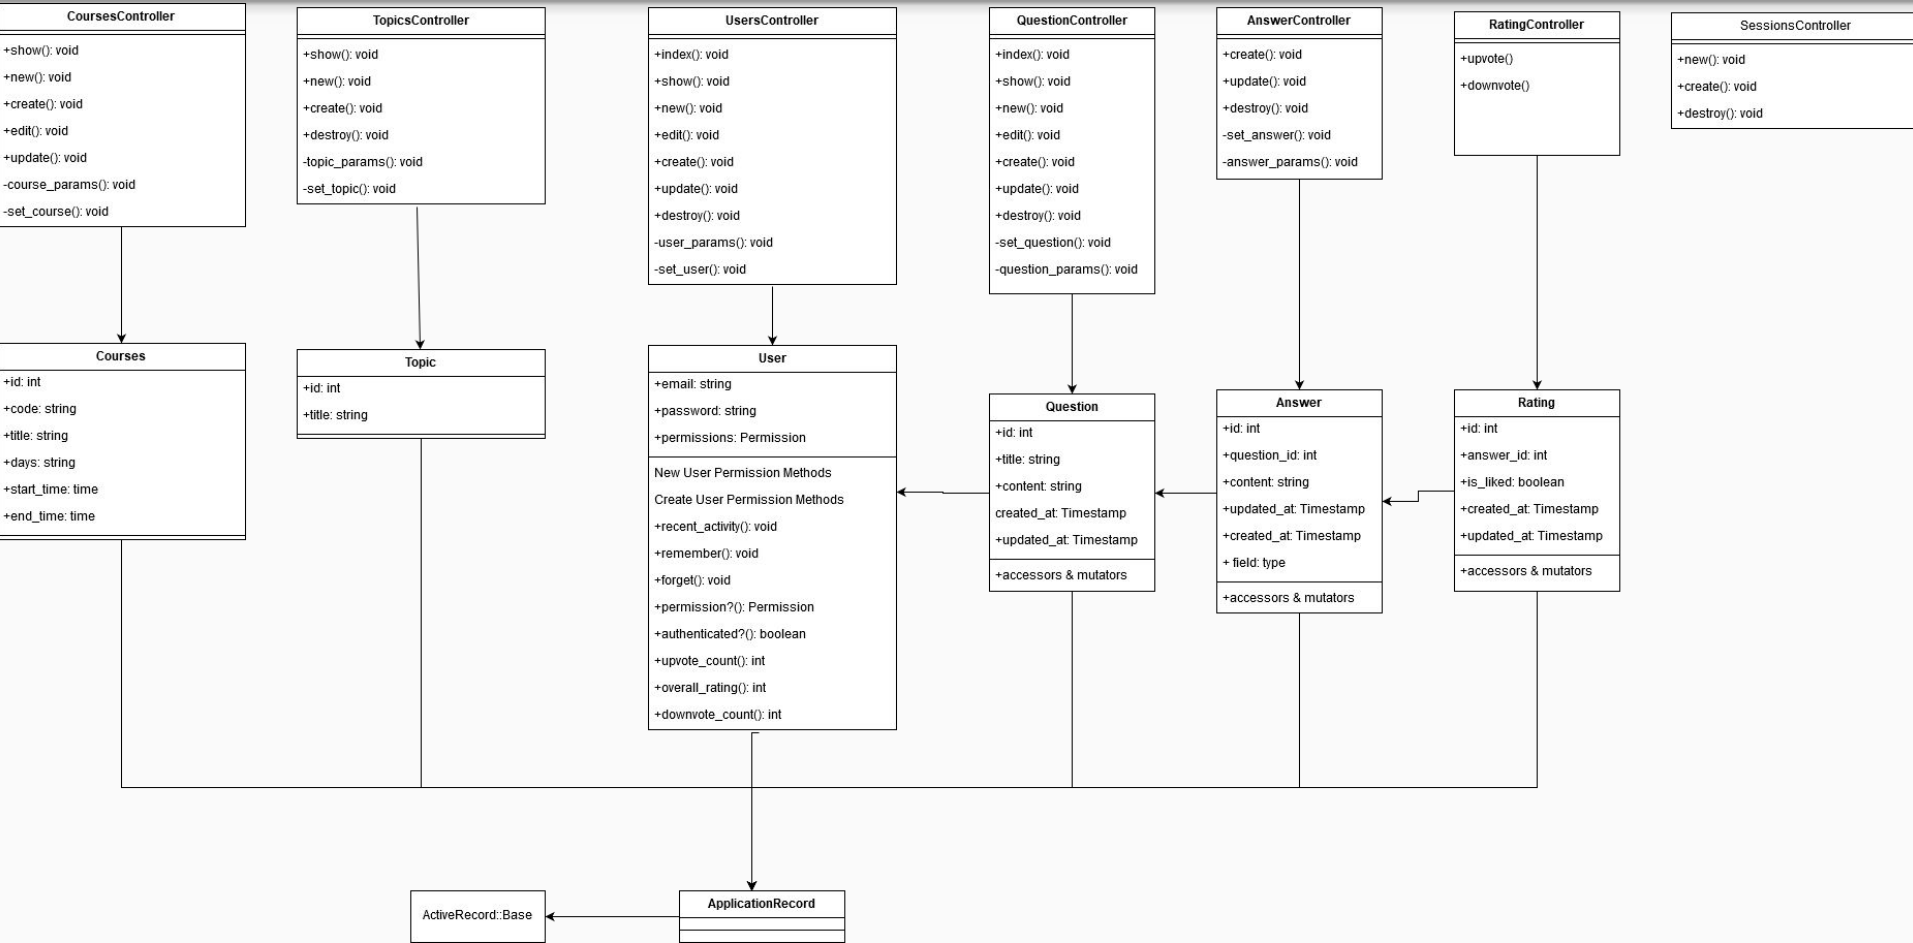 CoursesController
+show(): void
+new(): void
+create(): void
+edit(): void
+update(): void
-course_params(): void
-set_course(): void
TopicsController
+show(): void
+new(): void
+create(): void
+destroy(): void
-topic_params(): void
-set_topic(): void
UsersController
+index(): void
+show(): void
+new(): void
+edit(): void
+create(): void
+update(): void
+destroy(): void
-user_params(): void
-set_user(): void
QuestionController
+index(): void
+show(): void
+new(): void
+edit(): void
+create(): void
+update(): void
+destroy(): void
-set_question(): void
-question_params(): void
AnswerController
+create(): void
+update(): void
+destroy(): void
-set_answer(): void
-answer_params(): void
RatingController
+upvote()
+downvote()
SessionsController
+new(): void
+create(): void
+destroy(): void
Courses
+id: int
+code: string
+title: string
+days: string
+start_time: time
+end_time: time
Topic
+id: int
+title: string
User
+email: string
+password: string
+permissions: Permission
New User Permission Methods
Create User Permission Methods
+recent_activity(): void
+remember(): void
+forget(): void
+permission?(): Permission
+authenticated?(): boolean
+upvote_count(): int
+overall_rating(): int
+downvote_count(): int
Question
+id: int
+title: string
+content: string
created_at: Timestamp
+updated_at: Timestamp
+accessors & mutators
Answer
+id: int
+question_id: int
+content: string
+updated_at: Timestamp
+created_at: Timestamp
+ field: type
+accessors & mutators
Rating
+id: int
+answer_id: int
+is_liked: boolean
+created_at: Timestamp
+updated_at: Timestamp
+accessors & mutators
ActiveRecord::Base
ApplicationRecord